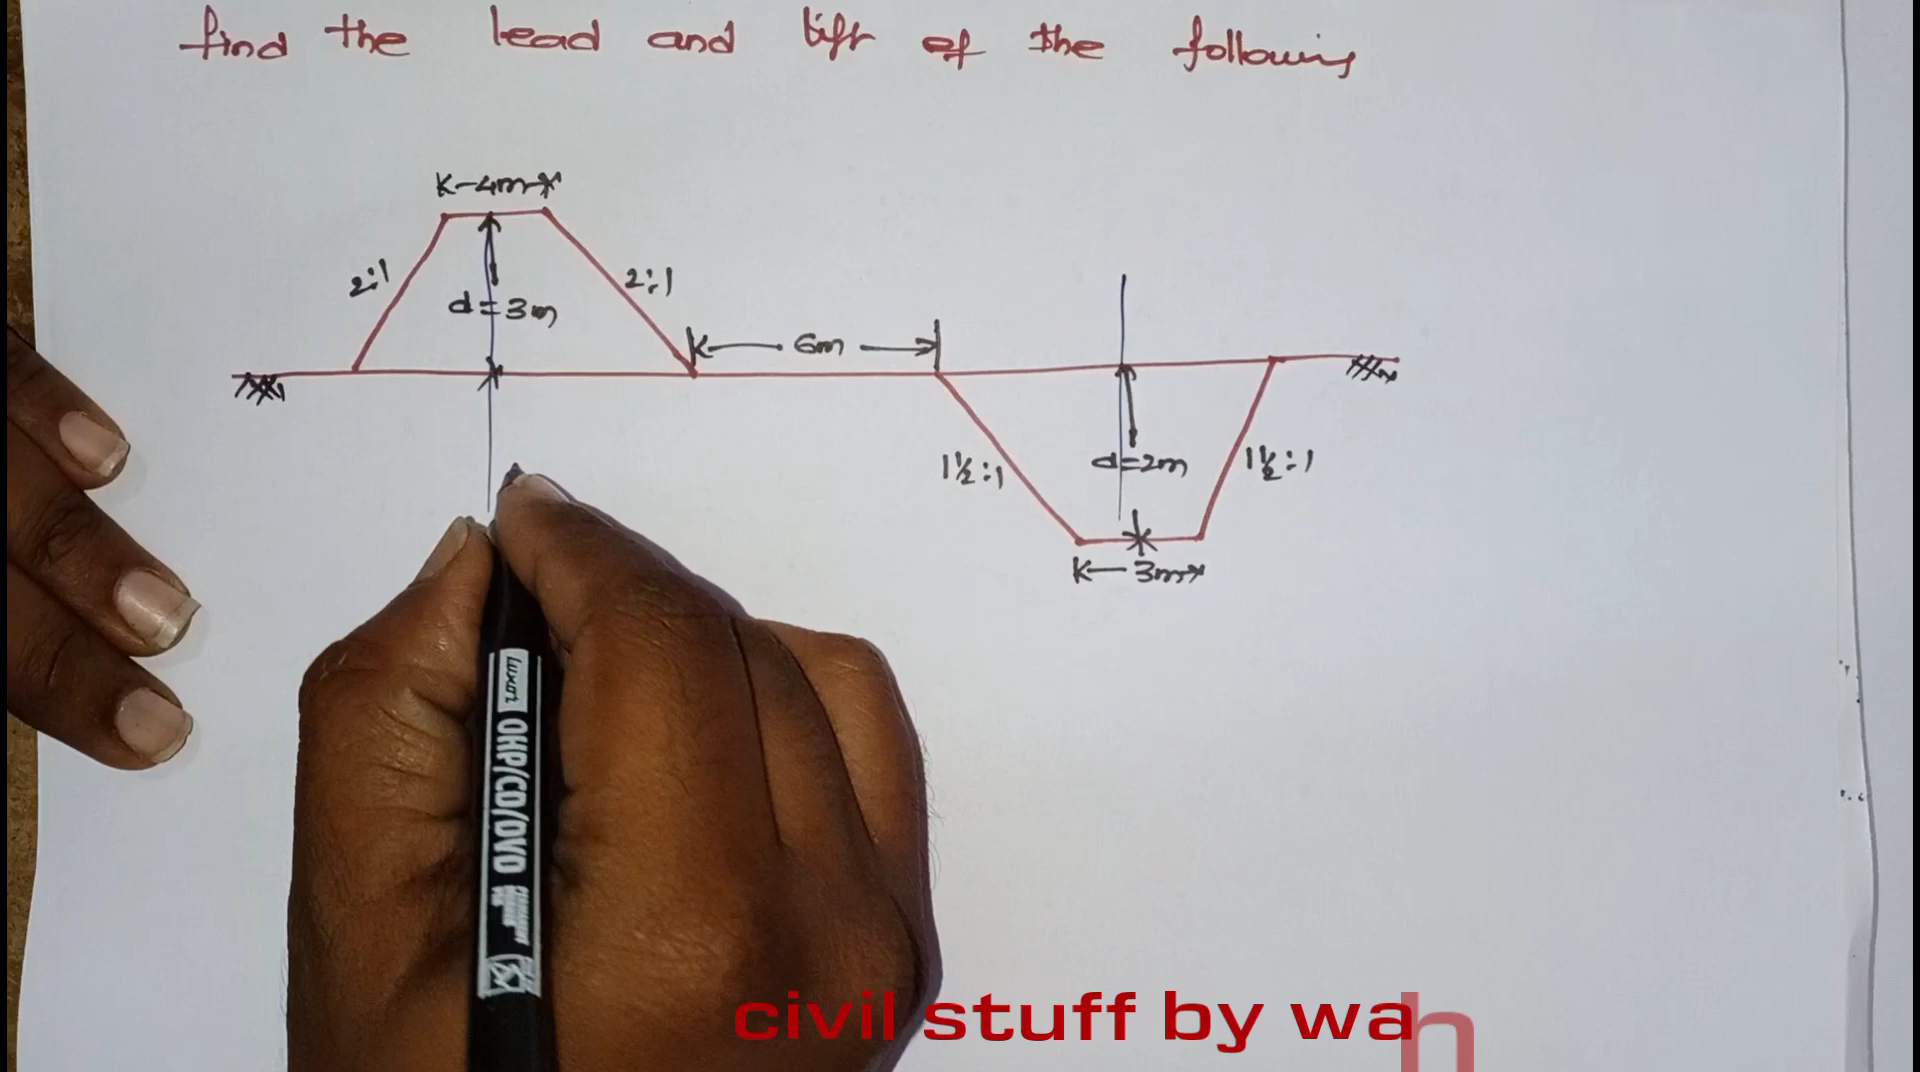 find the lead and lift of the following
4m
2:1
2:1
d=3m
6m
1½:1
d=2m
1½:1
3m
Luxor OHP/CD/DVD
civil stuff by wah